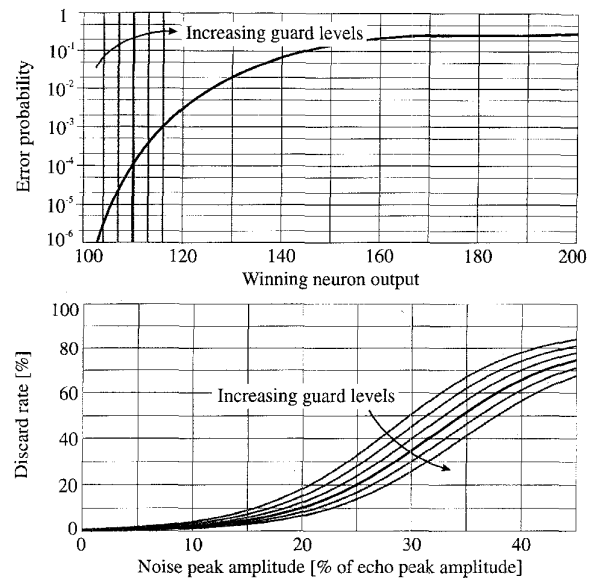 1
10⁻¹
10⁻²
10⁻³
10⁻⁴
10⁻⁵
10⁻⁶
Error probability
Increasing guard levels
100 120 140 160 180 200
Winning neuron output
100
80
60
40
20
0
Discard rate [%]
Increasing guard levels
0 10 20 30 40
Noise peak amplitude [% of echo peak amplitude]